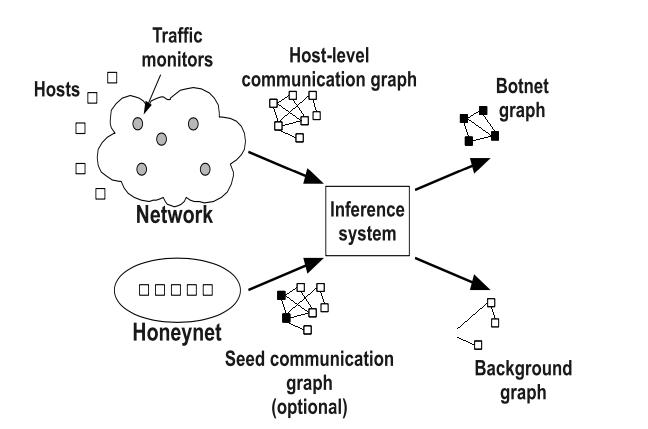 Traffic
monitors
Hosts
Host-level
communication graph
Botnet
graph
Network
Inference
system
Honeynet
Seed communication
graph
(optional)
Background
graph